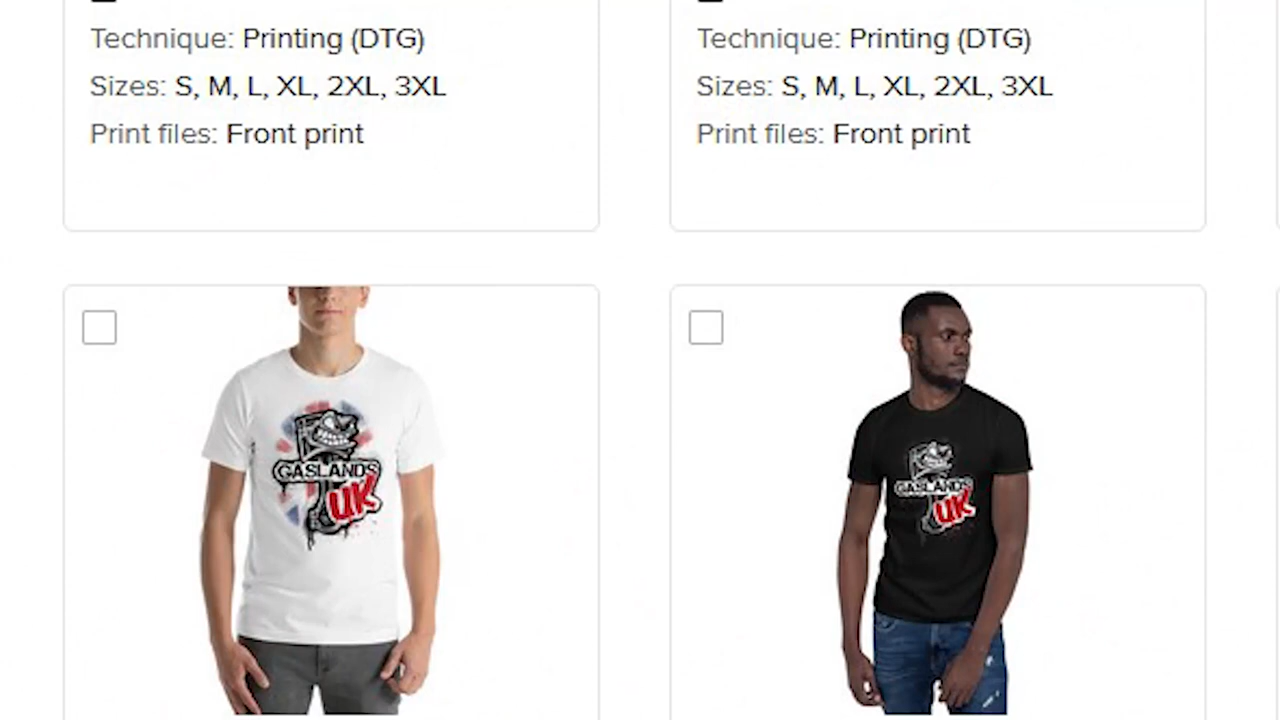 Technique: Printing (DTG)
Sizes: S, M, L, XL, 2XL, 3XL
Print files: Front print
Technique: Printing (DTG)
Sizes: S, M, L, XL, 2XL, 3XL
Print files: Front print
GASLANDS
UK
GASLANDS
UK